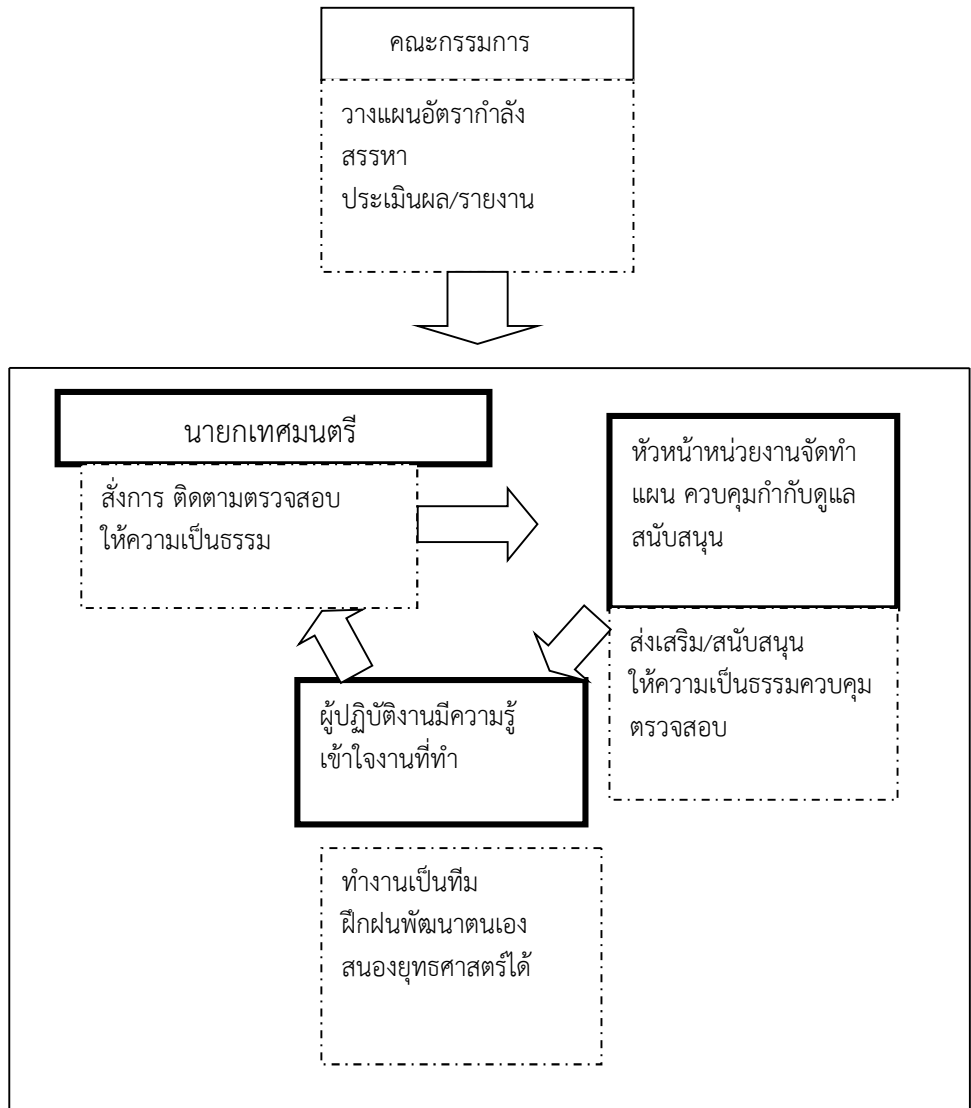 คณะกรรมการ
วางแผนอัตรากำลัง
สรรหา
ประเมินผล/รายงาน
นายกเทศมนตรี
สั่งการ ติดตามตรวจสอบ
ให้ความเป็นธรรม
หัวหน้าหน่วยงานจัดทำ
แผน ควบคุมกำกับดูแล
สนับสนุน
ส่งเสริม/สนับสนุน
ให้ความเป็นธรรมควบคุม
ตรวจสอบ
ผู้ปฏิบัติงานมีความรู้
เข้าใจงานที่ทำ
ทำงานเป็นทีม
ฝึกฝนพัฒนาตนเอง
สนองยุทธศาสตร์ได้